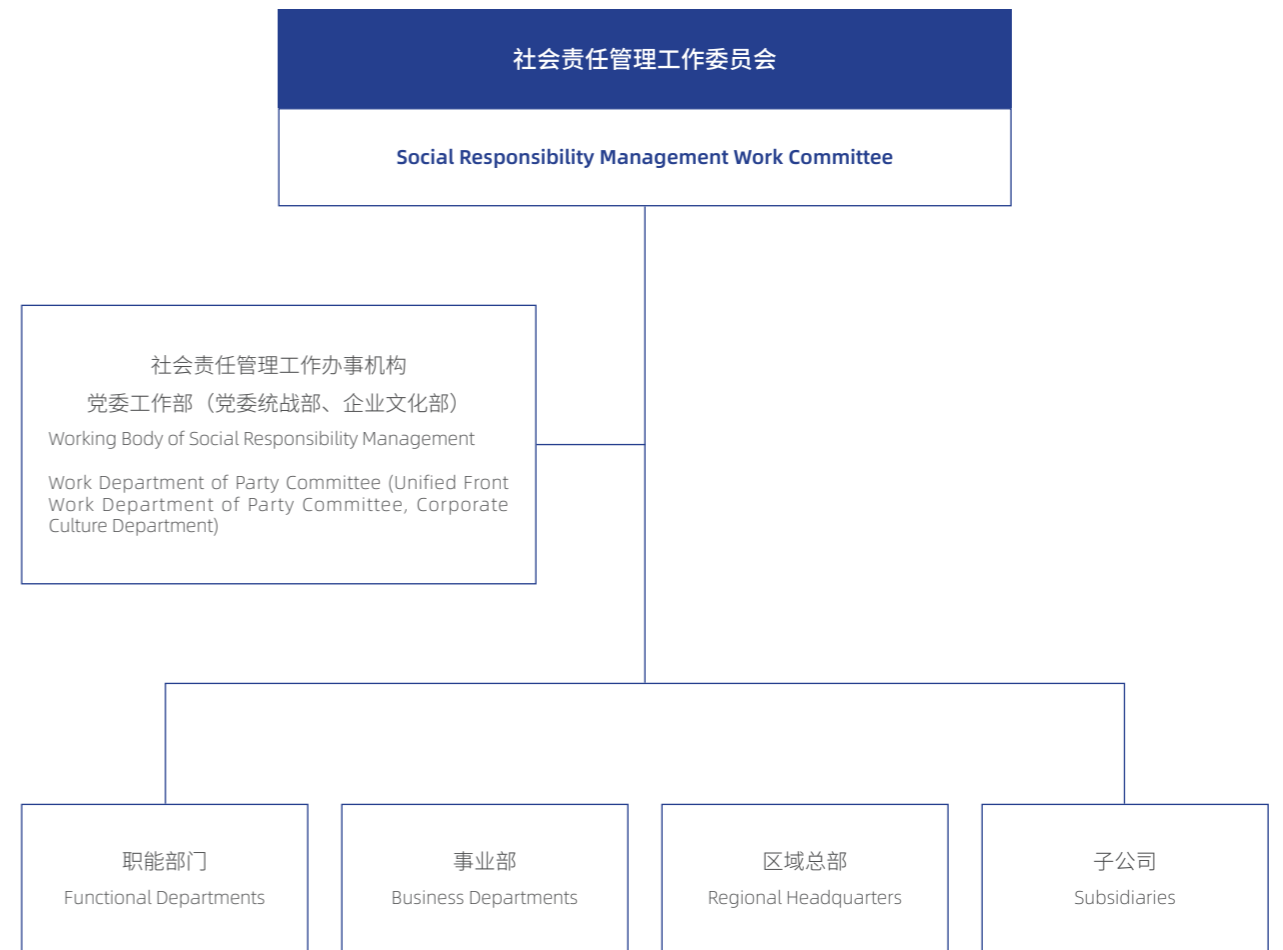 社会责任管理工作委员会
Social Responsibility Management Work Committee
社会责任管理工作办事机构
党委工作部（党委统战部、企业文化部）
Working Body of Social Responsibility Management
Work Department of Party Committee (Unified Front
Work Department of Party Committee, Corporate
Culture Department)
职能部门
Functional Departments
事业部
Business Departments
区域总部
Regional Headquarters
子公司
Subsidiaries